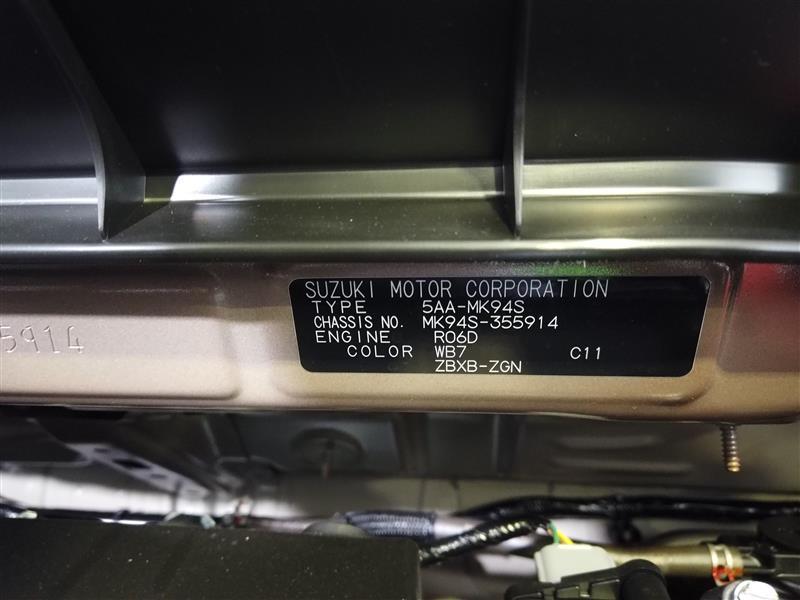 SUZUKI MOTOR CORPORATION
TYPE 5AA-MK94S
CHASSIS NO. MK94S-355914
ENGINE R06D
COLOR WB7 C11
ZBXB-ZGN
5914